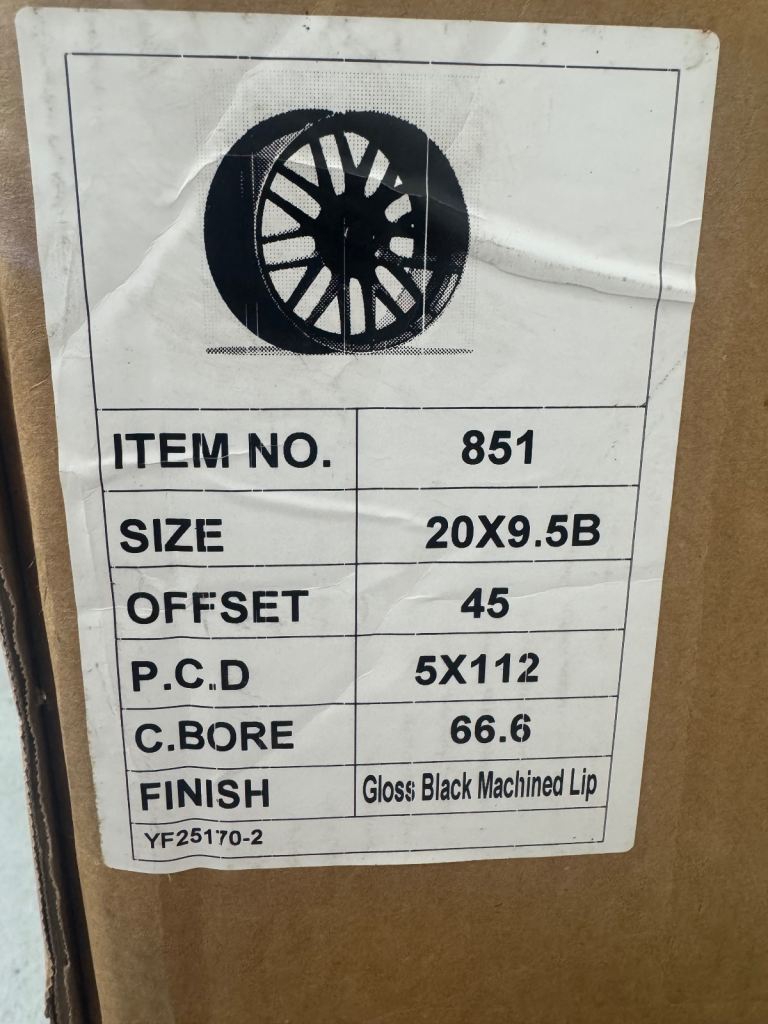 ITEM NO. 851
SIZE 20X9.5B
OFFSET 45
P.C.D 5X112
C.BORE 66.6
FINISH Gloss Black Machined Lip
YF25170-2